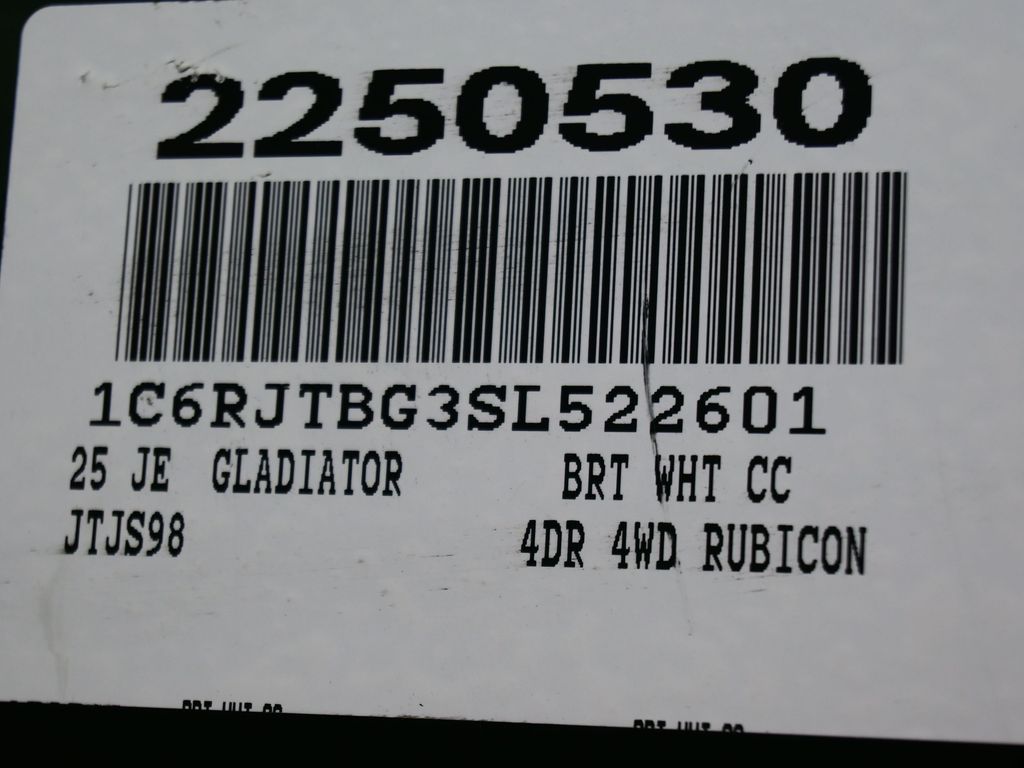 2250530
1C6RJTBG3SL522601
25 JE GLADIATOR BRT WHT CC
JTJS98 4DR 4WD RUBICON